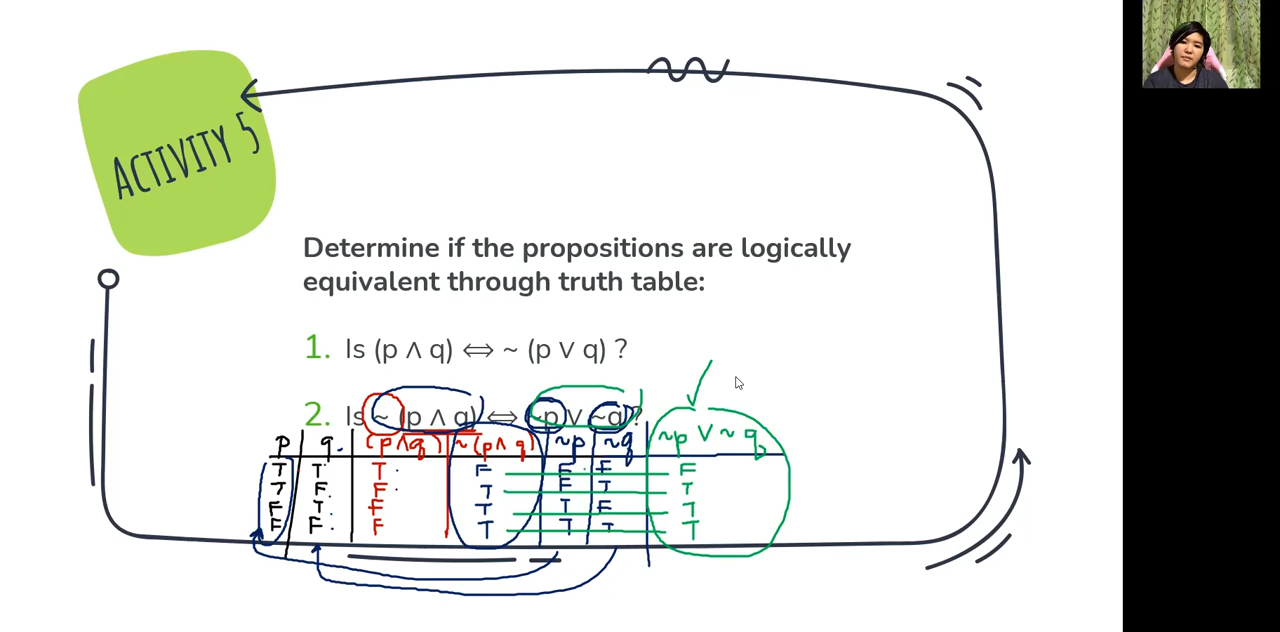 ACTIVITY 5
Determine if the propositions are logically
equivalent through truth table:
1. Is (p ∧ q) ⟺ ~ (p ∨ q) ?
2. Is ~ (p ∧ q) ⟺ ~p ∨ ~q ?
p q (p ∧ q) ~(p ∧ q) ~p ~q ~p ∨ ~q
T T T F F F F
T F F T F T T
F T F T T F T
F F F T T T T